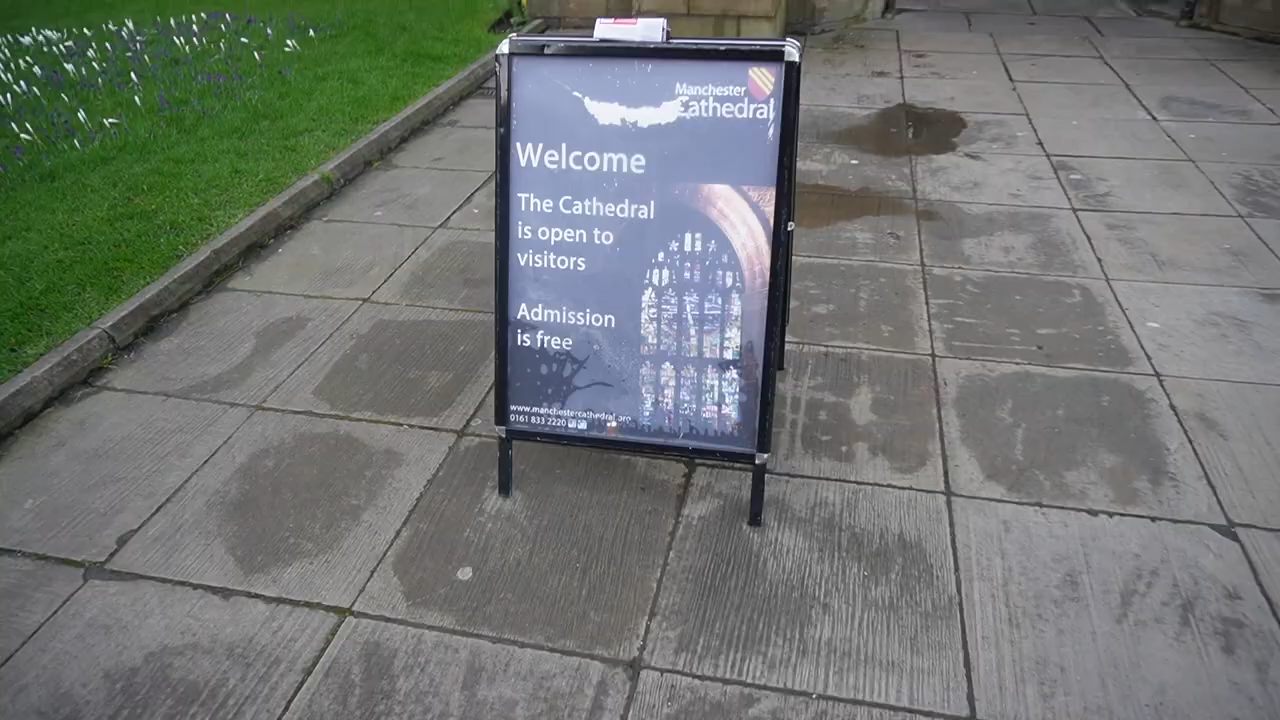 Manchester
Cathedral
Welcome
The Cathedral
is open to
visitors
Admission
is free
www.manchestercathedral.org
0161 833 2220